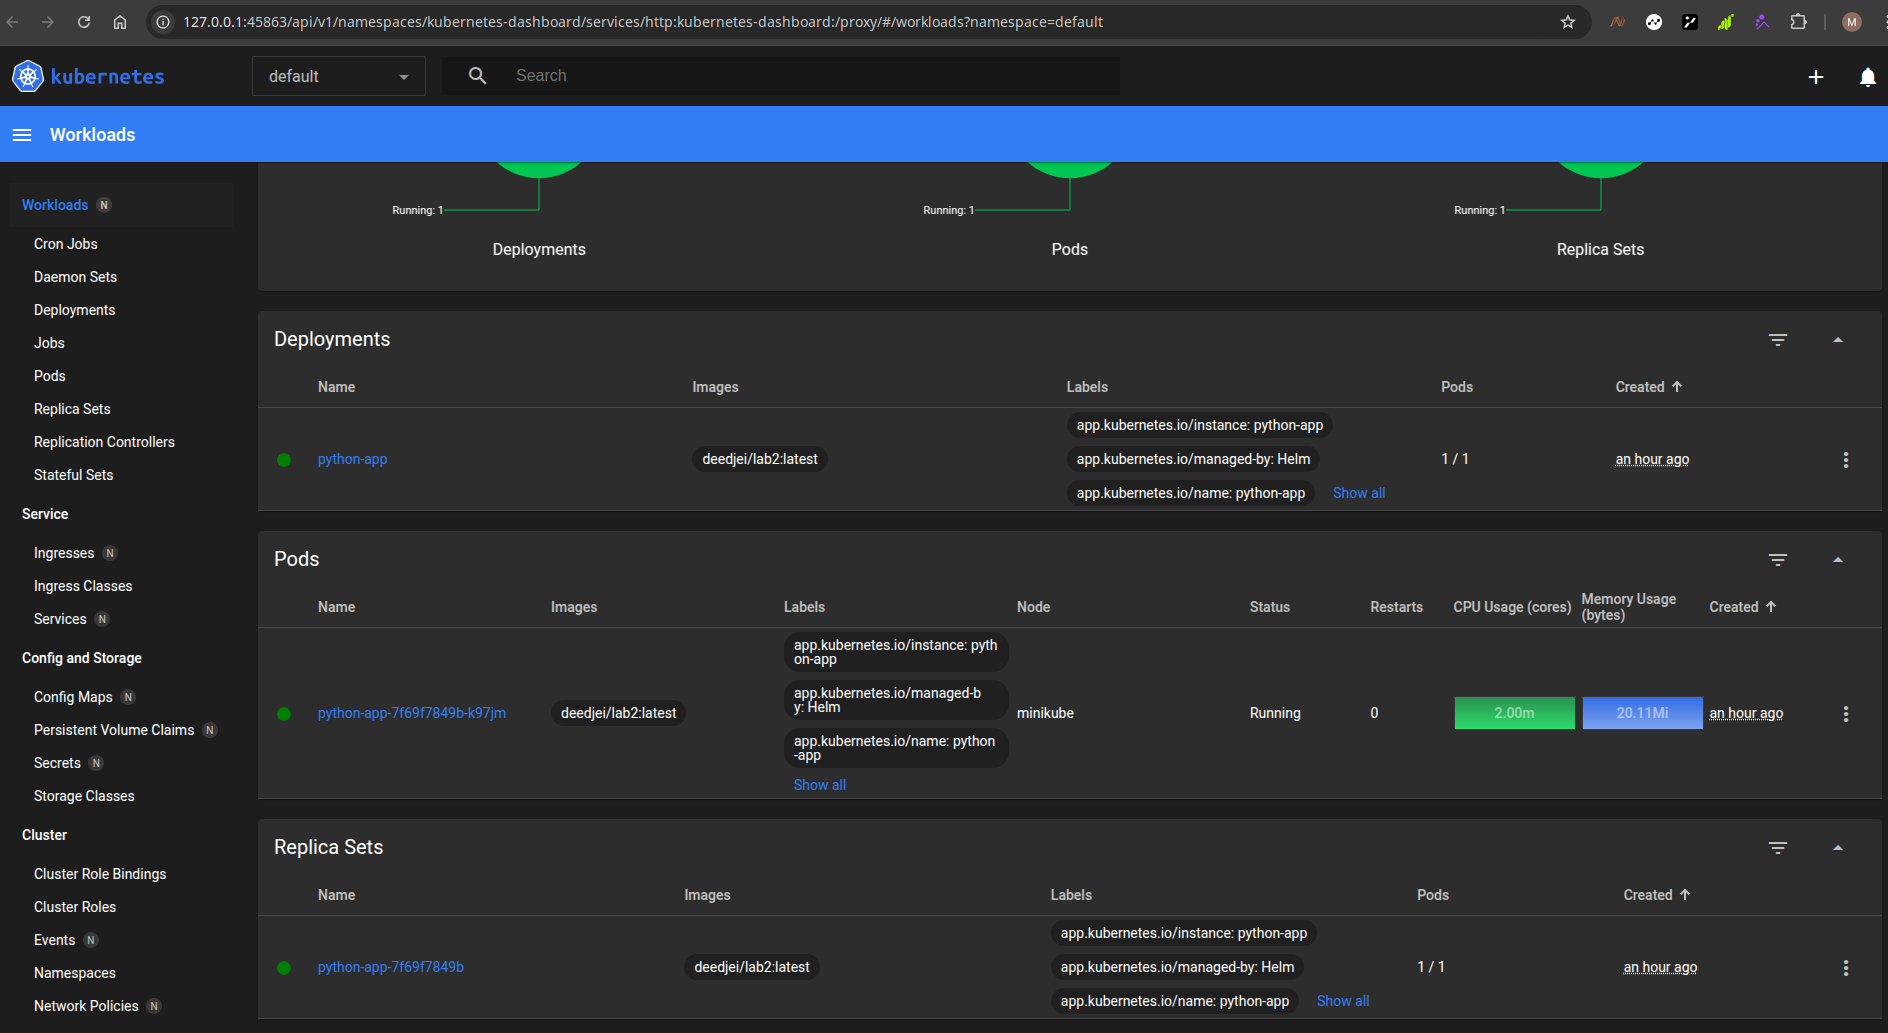 127.0.0.1:45863/api/v1/namespaces/kubernetes-dashboard/services/http:kubernetes-dashboard:/proxy/#/workloads?namespace=default
M
kubernetes
default
Search
Workloads
Workloads N
Cron Jobs
Daemon Sets
Deployments
Jobs
Pods
Replica Sets
Replication Controllers
Stateful Sets
Service
Ingresses N
Ingress Classes
Services N
Config and Storage
Config Maps N
Persistent Volume Claims N
Secrets N
Storage Classes
Cluster
Cluster Role Bindings
Cluster Roles
Events N
Namespaces
Network Policies N
Running: 1
Deployments
Running: 1
Pods
Running: 1
Replica Sets
Deployments
Name Images Labels Pods Created
python-app deedjei/lab2:latest
app.kubernetes.io/instance: python-app
app.kubernetes.io/managed-by: Helm
app.kubernetes.io/name: python-app Show all
1 / 1 an hour ago
Pods
Name Images Labels Node Status Restarts CPU Usage (cores) Memory Usage
(bytes) Created
python-app-7f69f7849b-k97jm deedjei/lab2:latest
app.kubernetes.io/instance: pyth
on-app
app.kubernetes.io/managed-b
y: Helm
app.kubernetes.io/name: python
-app
Show all
minikube Running 0 2.00m 20.11Mi an hour ago
Replica Sets
Name Images Labels Pods Created
python-app-7f69f7849b deedjei/lab2:latest
app.kubernetes.io/instance: python-app
app.kubernetes.io/managed-by: Helm
app.kubernetes.io/name: python-app Show all
1 / 1 an hour ago